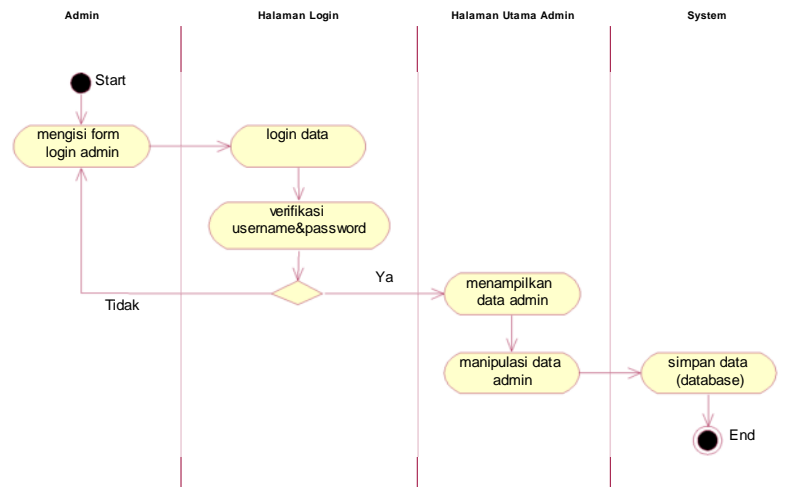 Admin
Halaman Login
Halaman Utama Admin
System
Start
mengisi form
login admin
login data
verifikasi
username&password
Ya
Tidak
menampilkan
data admin
manipulasi data
admin
simpan data
(database)
End